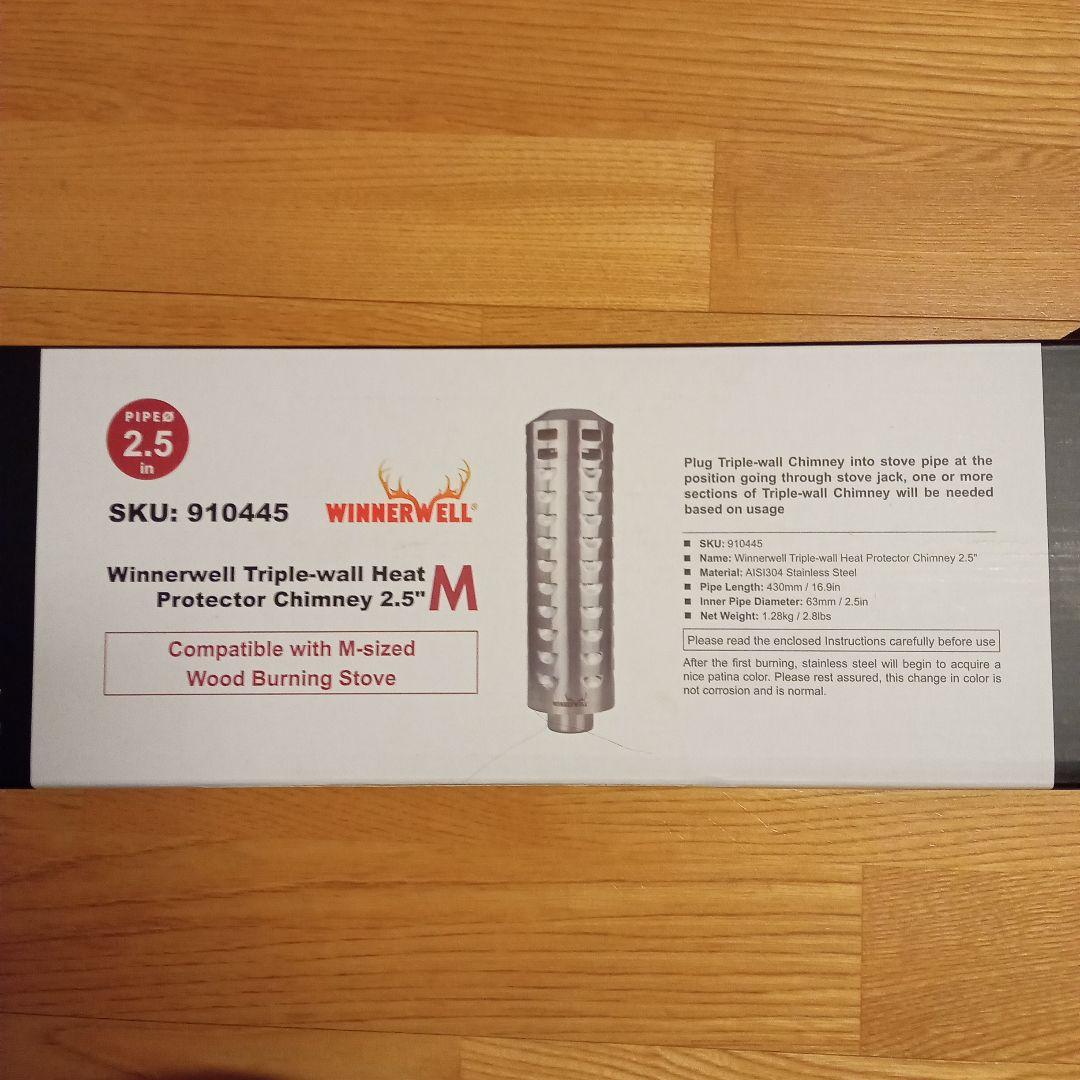 PIPEØ
2.5
in
SKU: 910445
WINNERWELL®
Winnerwell Triple-wall Heat
Protector Chimney 2.5" M
Compatible with M-sized
Wood Burning Stove
WINNERWELL
Plug Triple-wall Chimney into stove pipe at the
position going through stove jack, one or more
sections of Triple-wall Chimney will be needed
based on usage
■ SKU: 910445
■ Name: Winnerwell Triple-wall Heat Protector Chimney 2.5"
■ Material: AISI304 Stainless Steel
■ Pipe Length: 430mm / 16.9in
■ Inner Pipe Diameter: 63mm / 2.5in
■ Net Weight: 1.28kg / 2.8lbs
Please read the enclosed Instructions carefully before use
After the first burning, stainless steel will begin to acquire a
nice patina color. Please rest assured, this change in color is
not corrosion and is normal.